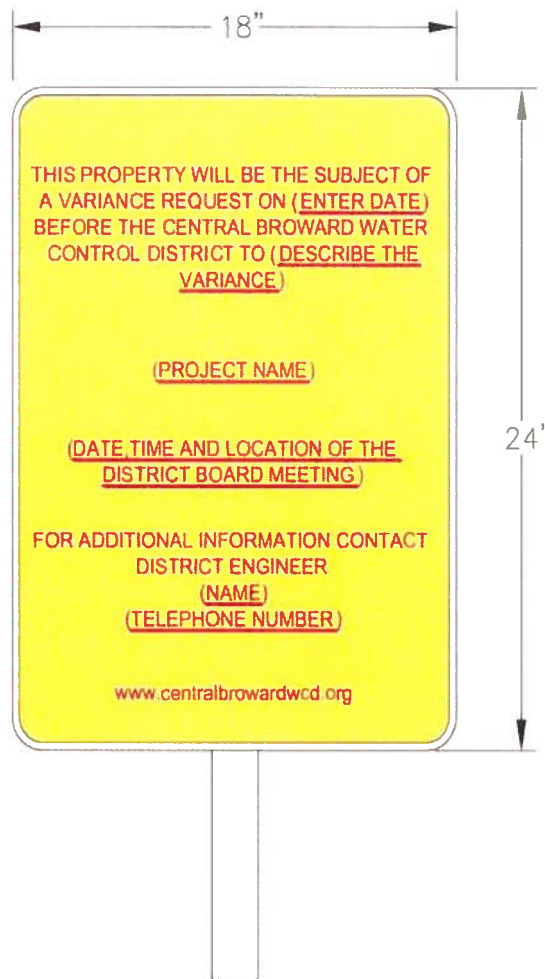 18"
THIS PROPERTY WILL BE THE SUBJECT OF
A VARIANCE REQUEST ON (ENTER DATE)
BEFORE THE CENTRAL BROWARD WATER
CONTROL DISTRICT TO (DESCRIBE THE
VARIANCE)
(PROJECT NAME)
24'
(DATE,TIME AND LOCATION OF THE
DISTRICT BOARD MEETING)
FOR ADDITIONAL INFORMATION CONTACT
DISTRICT ENGINEER
(NAME)
(TELEPHONE NUMBER)
www.centralbrowardwcd.org